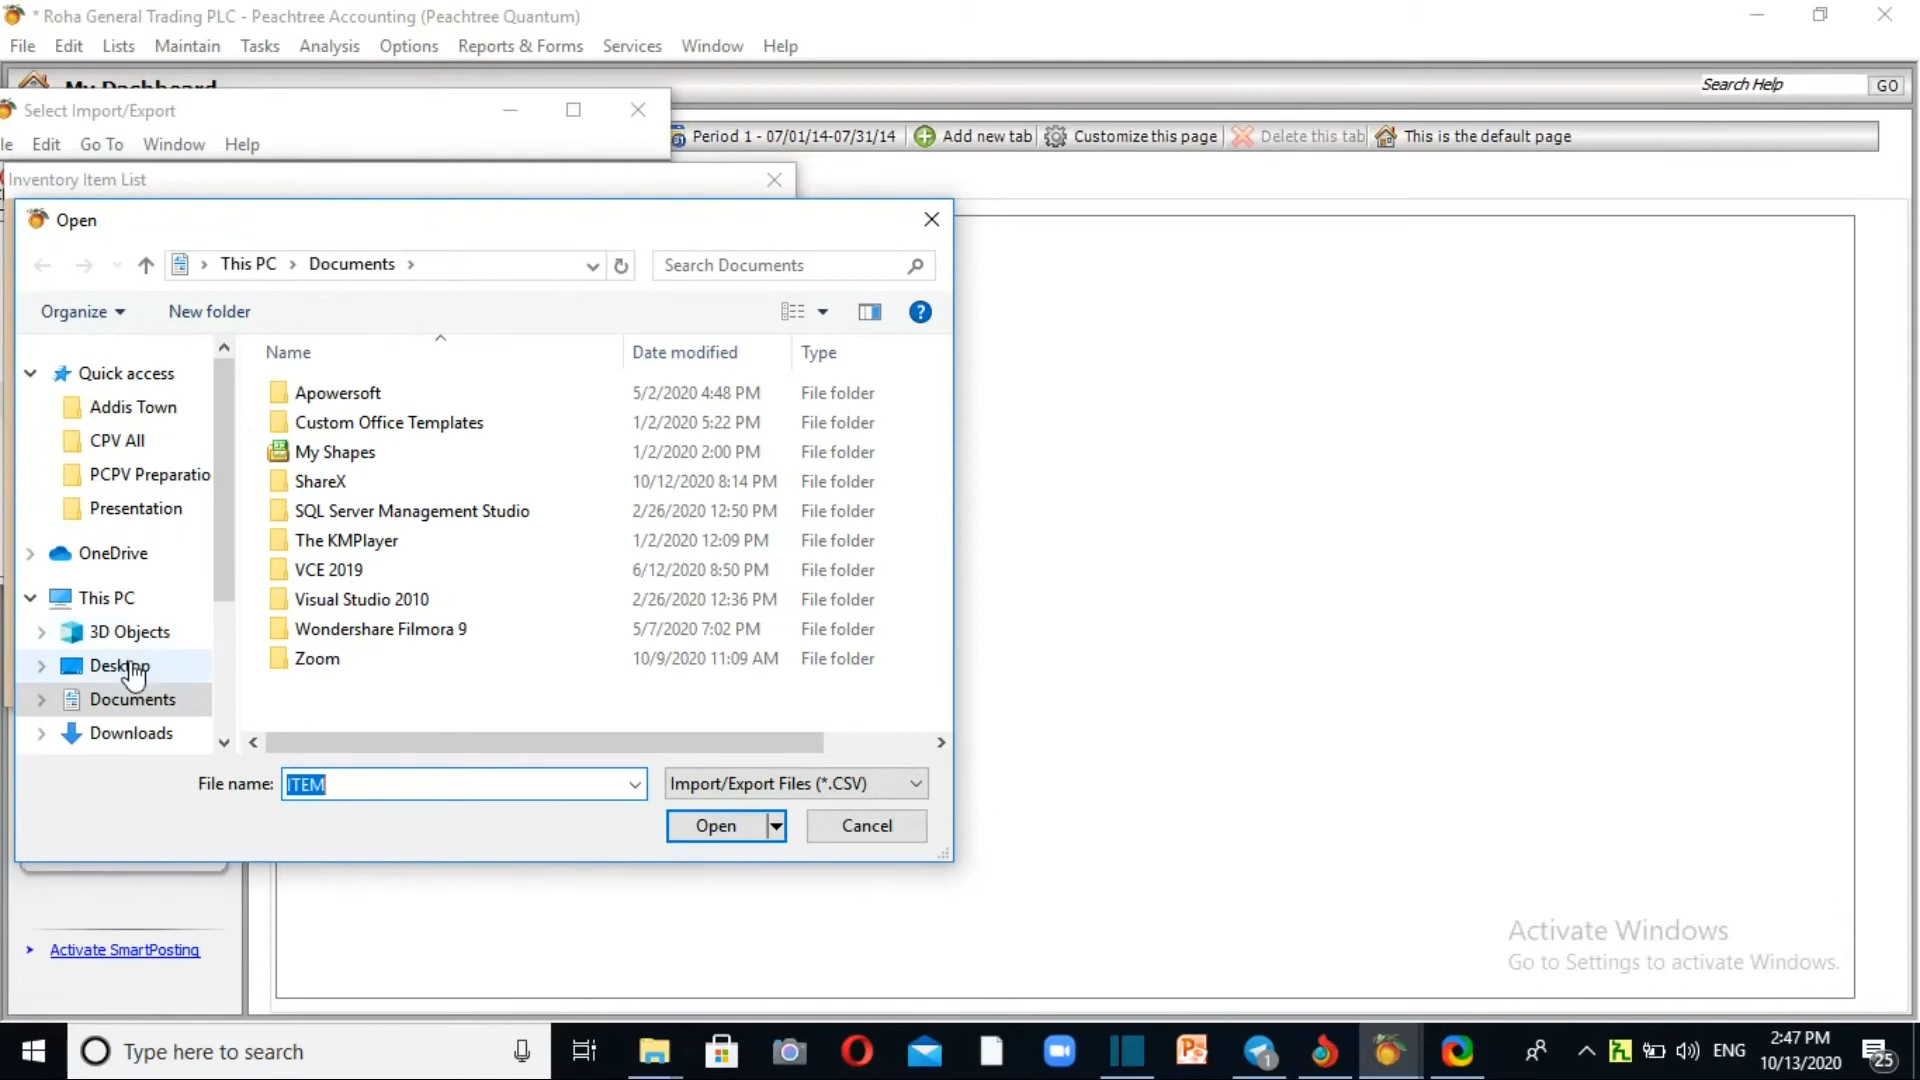 * Roha General Trading PLC - Peachtree Accounting (Peachtree Quantum)
File Edit Lists Maintain Tasks Analysis Options Reports & Forms Services Window Help
My Dashboard
Search Help GO
Select Import/Export
le Edit Go To Window Help
Period 1 - 07/01/14-07/31/14 Add new tab Customize this page Delete this tab This is the default page
Inventory Item List
Open
This PC > Documents >
Search Documents
Organize New folder
Name Date modified Type
Quick access
Addis Town
CPV All
PCPV Preparatio
Presentation
OneDrive
This PC
3D Objects
Desktop
Documents
Downloads
Apowersoft 5/2/2020 4:48 PM File folder
Custom Office Templates 1/2/2020 5:22 PM File folder
My Shapes 1/2/2020 2:00 PM File folder
ShareX 10/12/2020 8:14 PM File folder
SQL Server Management Studio 2/26/2020 12:50 PM File folder
The KMPlayer 1/2/2020 12:09 PM File folder
VCE 2019 6/12/2020 8:50 PM File folder
Visual Studio 2010 2/26/2020 12:36 PM File folder
Wondershare Filmora 9 5/7/2020 7:02 PM File folder
Zoom 10/9/2020 11:09 AM File folder
File name: ITEM Import/Export Files (*.CSV)
Open Cancel
Activate SmartPosting
Activate Windows
Go to Settings to activate Windows.
Type here to search
ENG
2:47 PM
10/13/2020
1
25